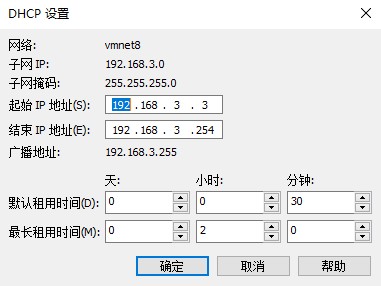 DHCP 设置
网络: vmnet8
子网 IP: 192.168.3.0
子网掩码: 255.255.255.0
起始 IP 地址(S): 192 .168 . 3 . 3
结束 IP 地址(E): 192 .168 . 3 .254
广播地址: 192.168.3.255
天: 小时: 分钟:
默认租用时间(D): 0 0 30
最长租用时间(M): 0 2 0
确定 取消 帮助